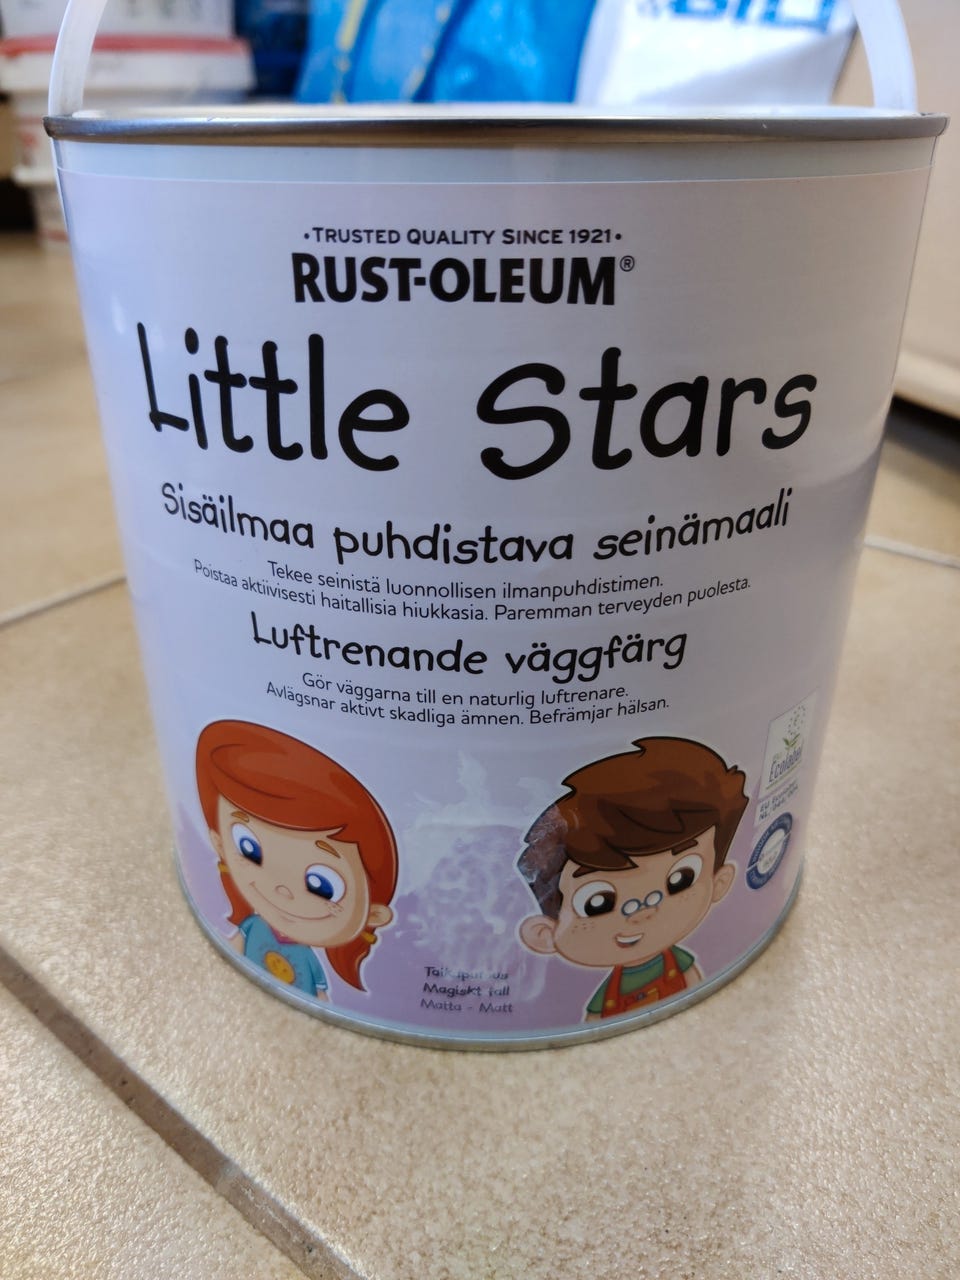 •TRUSTED QUALITY SINCE 1921•
RUST-OLEUM®
Little Stars
Sisäilmaa puhdistava seinämaali
Tekee seinistä luonnollisen ilmanpuhdistimen.
Poistaa aktiivisesti haitallisia hiukkasia. Paremman terveyden puolesta.
Luftrenande väggfärg
Gör väggarna till en naturlig luftrenare.
Avlägsnar aktivt skadliga ämnen. Befrämjar hälsan.
Ecolabel
Magiskt fall
Matta - Matt